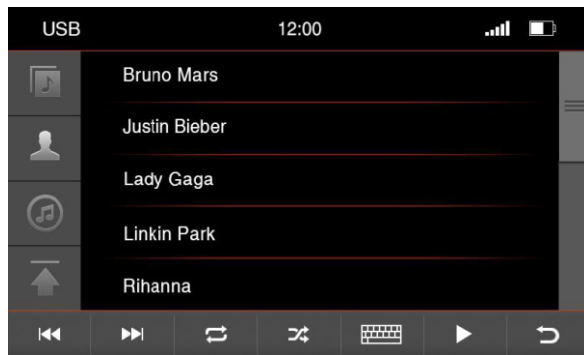 USB 12:00
Bruno Mars
Justin Bieber
Lady Gaga
Linkin Park
Rihanna